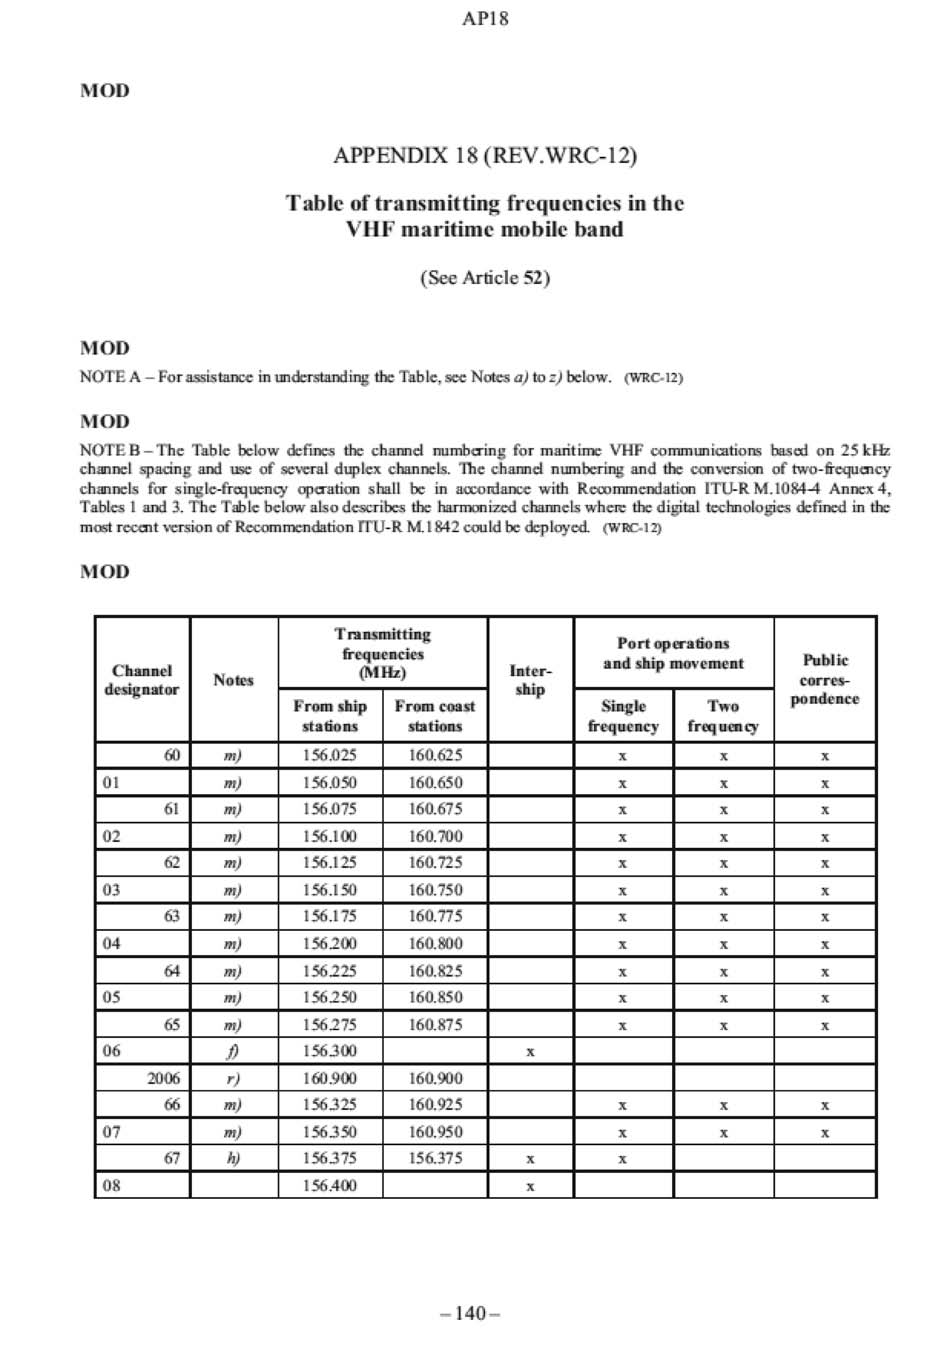 AP18
MOD
APPENDIX 18 (REV.WRC-12)
Table of transmitting frequencies in the
VHF maritime mobile band
(See Article 52)
MOD
NOTE A – For assistance in understanding the Table, see Notes a) to z) below. (WRC-12)
MOD
NOTE B – The Table below defines the channel numbering for maritime VHF communications based on 25 kHz
channel spacing and use of several duplex channels. The channel numbering and the conversion of two-frequency
channels for single-frequency operation shall be in accordance with Recommendation ITU-R M.1084-4 Annex 4,
Tables 1 and 3. The Table below also describes the harmonized channels where the digital technologies defined in the
most recent version of Recommendation ITU-R M.1842 could be deployed. (WRC-12)
MOD
Channel designator Notes Transmitting frequencies (MHz) Inter-ship Port operations and ship movement Public corres-pondence
From ship stations From coast stations Single frequency Two frequency
60 m) 156.025 160.625 x x x
01 m) 156.050 160.650 x x x
61 m) 156.075 160.675 x x x
02 m) 156.100 160.700 x x x
62 m) 156.125 160.725 x x x
03 m) 156.150 160.750 x x x
63 m) 156.175 160.775 x x x
04 m) 156.200 160.800 x x x
64 m) 156.225 160.825 x x x
05 m) 156.250 160.850 x x x
65 m) 156.275 160.875 x x x
06 f) 156.300 x
2006 r) 160.900 160.900
66 m) 156.325 160.925 x x x
07 m) 156.350 160.950 x x x
67 h) 156.375 156.375 x x
08 156.400 x
– 140 –